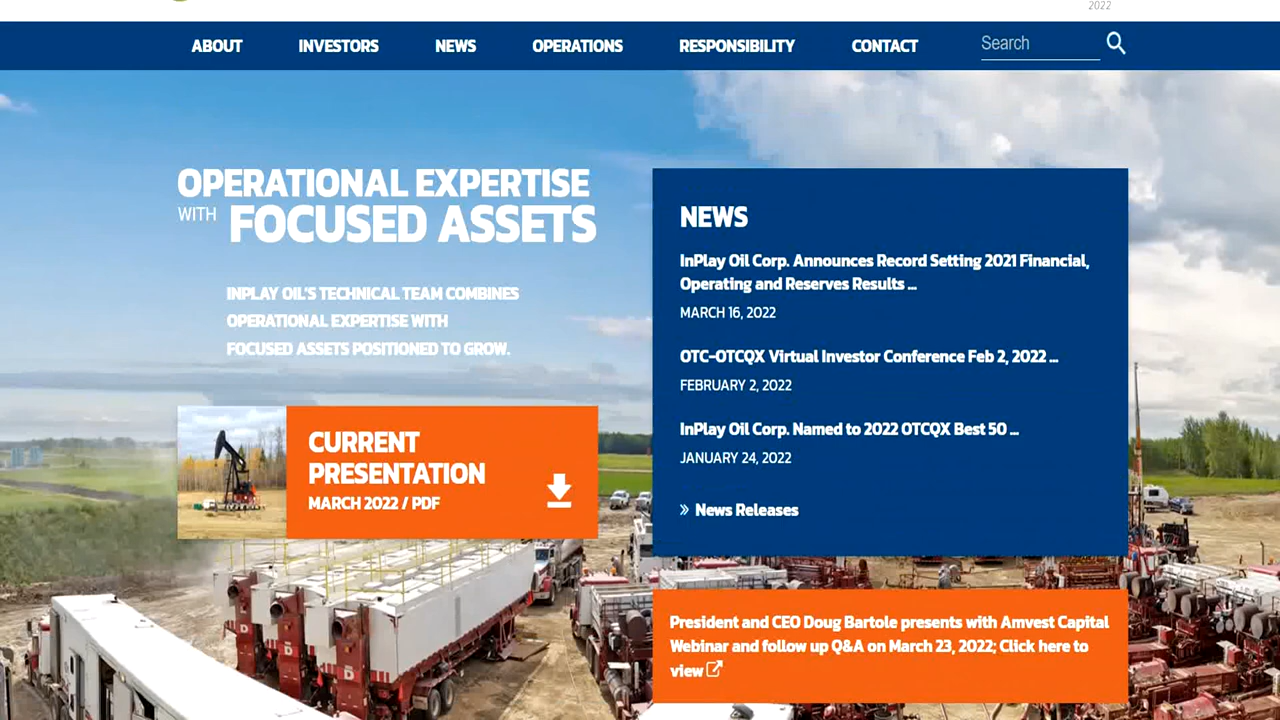 2022
ABOUT INVESTORS NEWS OPERATIONS RESPONSIBILITY CONTACT Search
OPERATIONAL EXPERTISE
WITH FOCUSED ASSETS
INPLAY OIL'S TECHNICAL TEAM COMBINES
OPERATIONAL EXPERTISE WITH
FOCUSED ASSETS POSITIONED TO GROW.
CURRENT
PRESENTATION
MARCH 2022 / PDF
NEWS
InPlay Oil Corp. Announces Record Setting 2021 Financial,
Operating and Reserves Results ...
MARCH 16, 2022
OTC-OTCQX Virtual Investor Conference Feb 2, 2022 ...
FEBRUARY 2, 2022
InPlay Oil Corp. Named to 2022 OTCQX Best 50 ...
JANUARY 24, 2022
» News Releases
President and CEO Doug Bartole presents with Amvest Capital
Webinar and follow up Q&A on March 23, 2022; Click here to
view